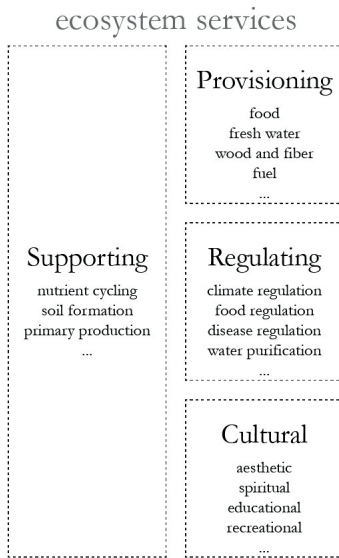 ecosystem services
Supporting
nutrient cycling
soil formation
primary production
...
Provisioning
food
fresh water
wood and fiber
fuel
...
Regulating
climate regulation
food regulation
disease regulation
water purification
...
Cultural
aesthetic
spiritual
educational
recreational
...